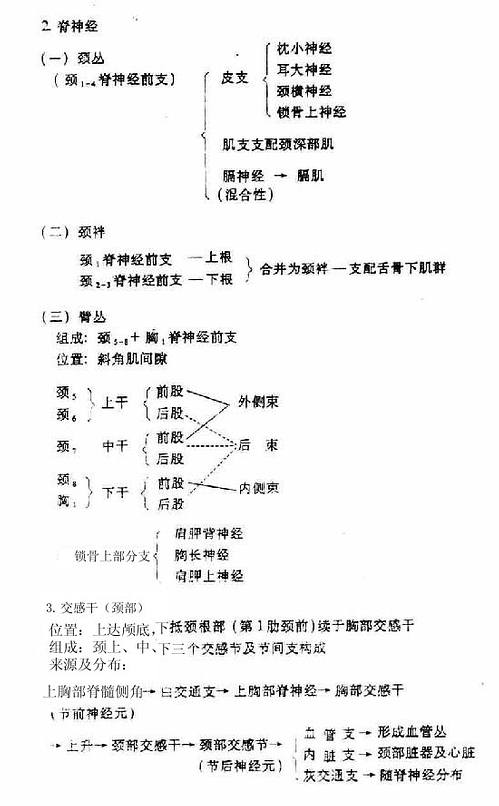 2. 脊神经
(一) 颈丛
(颈1-4脊神经前支)
皮支
枕小神经
耳大神经
颈横神经
锁骨上神经
肌支支配颈深部肌
膈神经 → 膈肌
(混合性)
(二) 颈袢
颈1脊神经前支 —上根
颈2-3脊神经前支—下根
合并为颈袢—支配舌骨下肌群
(三) 臂丛
组成: 颈5-8+胸1脊神经前支
位置: 斜角肌间隙
颈5
颈6
上干
前股
后股
外侧束
颈7
中干
前股
后股
后 束
颈8
胸1
下干
前股
后股
内侧束
锁骨上部分支
肩胛背神经
胸长神经
肩胛上神经
3. 交感干（颈部）
位置: 上达颅底,下抵颈根部(第1肋颈前)续于胸部交感干
组成: 颈上、中、下三个交感节及节间支构成
来源及分布:
上胸部脊髓侧角→白交通支→上胸部脊神经→胸部交感干
(节前神经元)
→上升→颈部交感干→颈部交感节→
(节后神经元)
血 管 支→形成血管丛
内 脏 支→颈部脏器及心脏
灰交通支→随脊神经分布